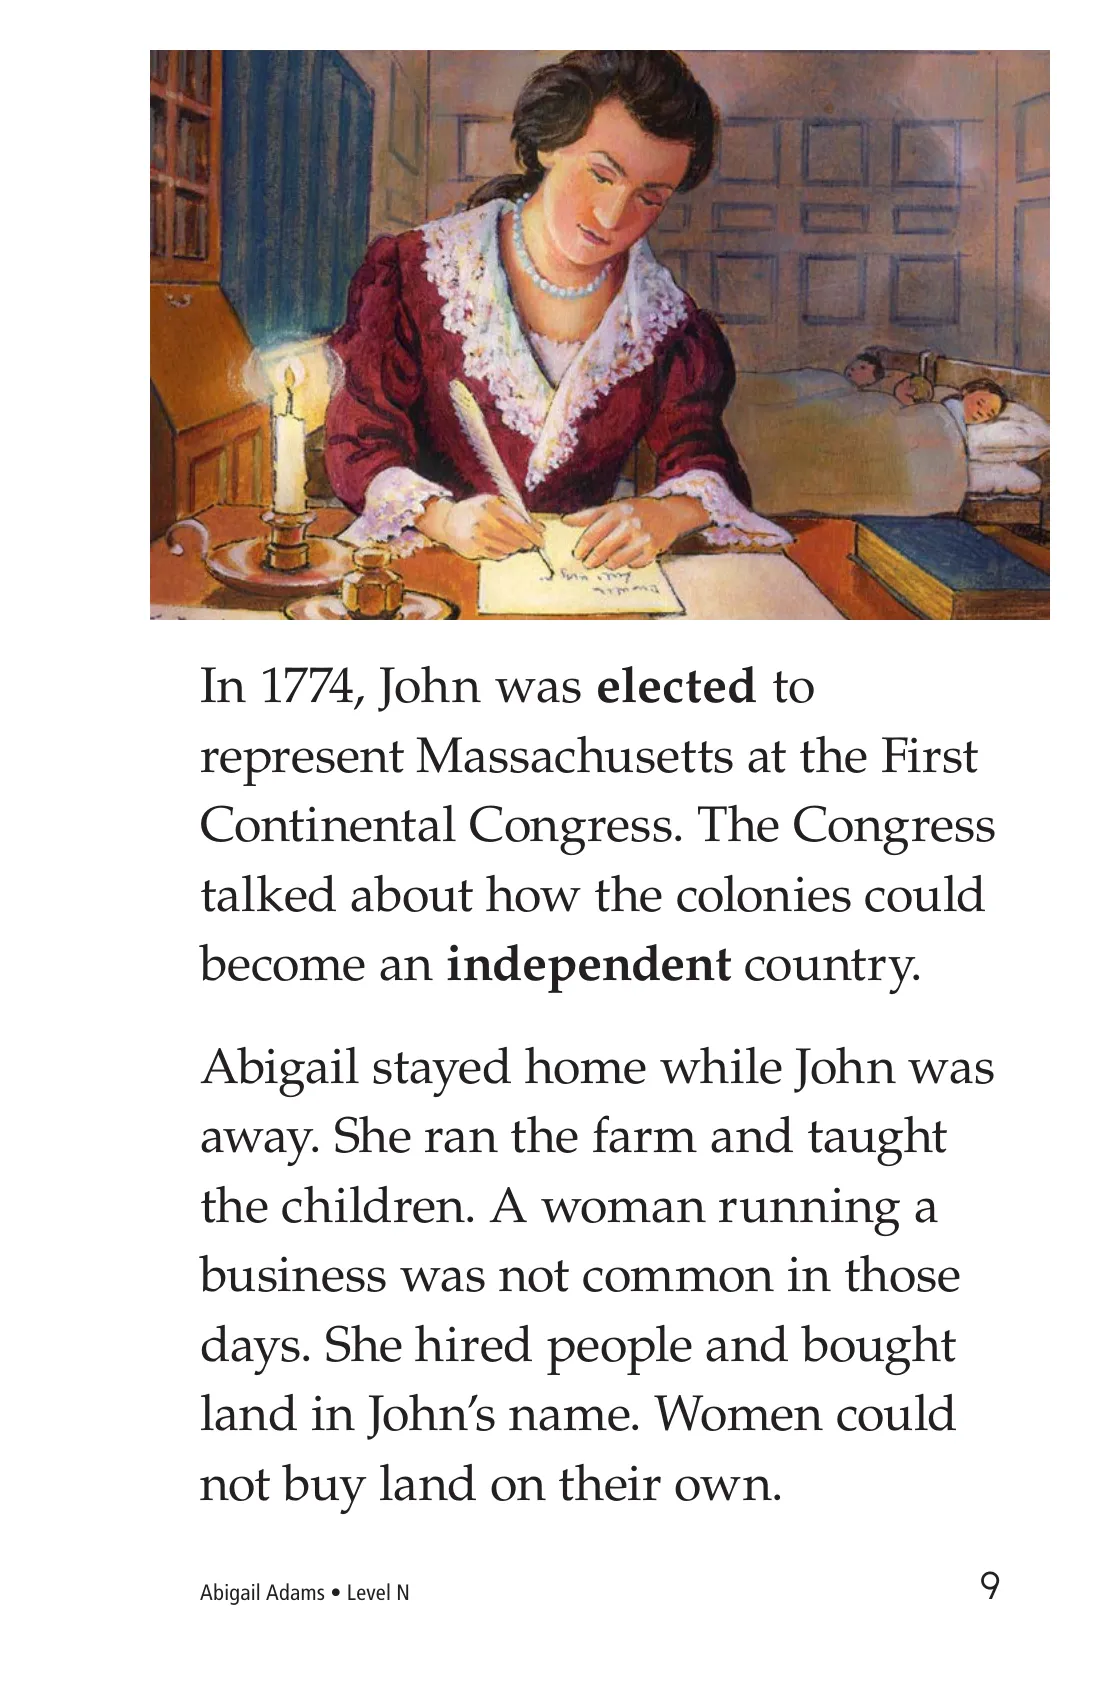 In 1774, John was elected to
represent Massachusetts at the First
Continental Congress. The Congress
talked about how the colonies could
become an independent country.
Abigail stayed home while John was
away. She ran the farm and taught
the children. A woman running a
business was not common in those
days. She hired people and bought
land in John’s name. Women could
not buy land on their own.
Abigail Adams • Level N
9